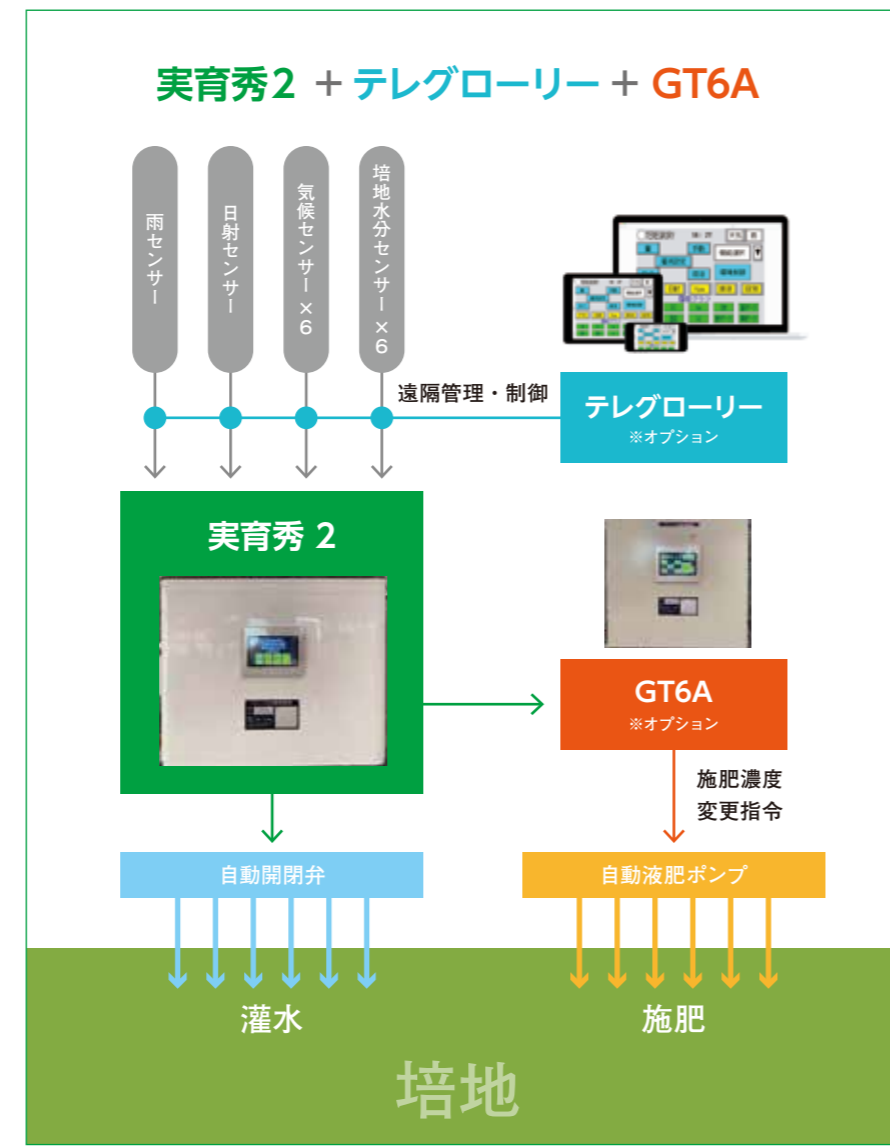 実育秀2 + テレグローリー + GT6A
雨センサー
日射センサー
気候センサー×6
培地水分センサー×6
遠隔管理・制御
テレグローリー
※オプション
実育秀 2
GT6A
※オプション
施肥濃度
変更指令
自動開閉弁
自動液肥ポンプ
灌水
施肥
培地